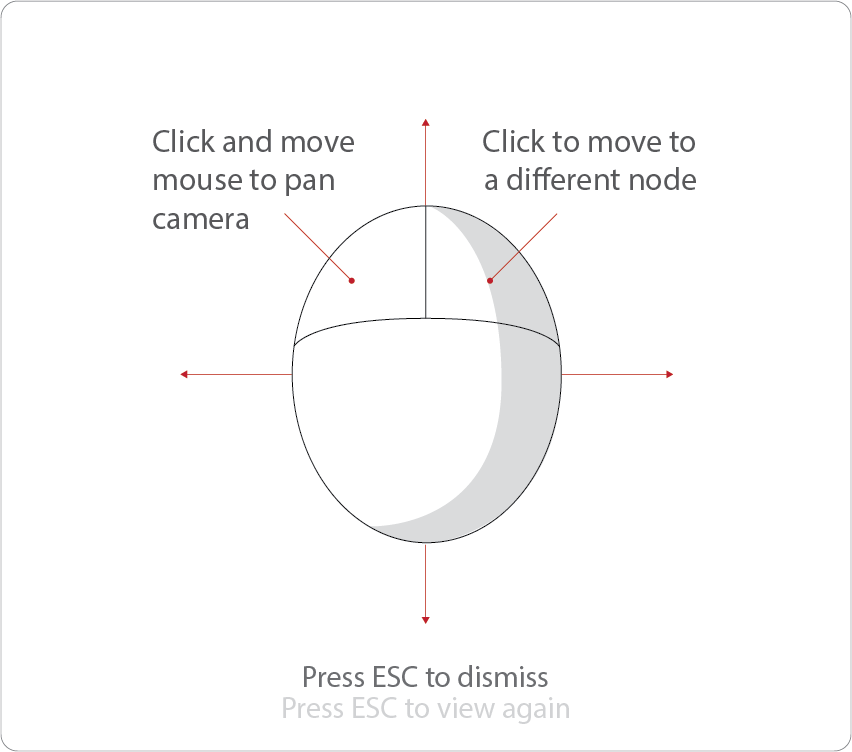 Click and move
mouse to pan
camera
Click to move to
a different node
Press ESC to dismiss
Press ESC to view again